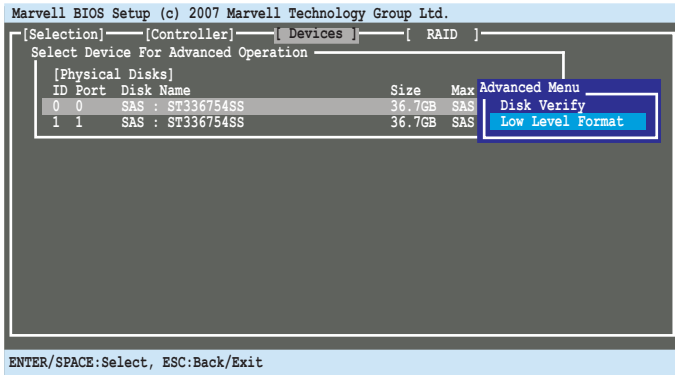 Marvell BIOS Setup (c) 2007 Marvell Technology Group Ltd.
[Selection] [Controller] [ Devices ] [ RAID ]
Select Device For Advanced Operation
[Physical Disks]
ID Port Disk Name Size Max
0 0 SAS : ST336754SS 36.7GB SAS
1 1 SAS : ST336754SS 36.7GB SAS
Advanced Menu
Disk Verify
Low Level Format
ENTER/SPACE:Select, ESC:Back/Exit